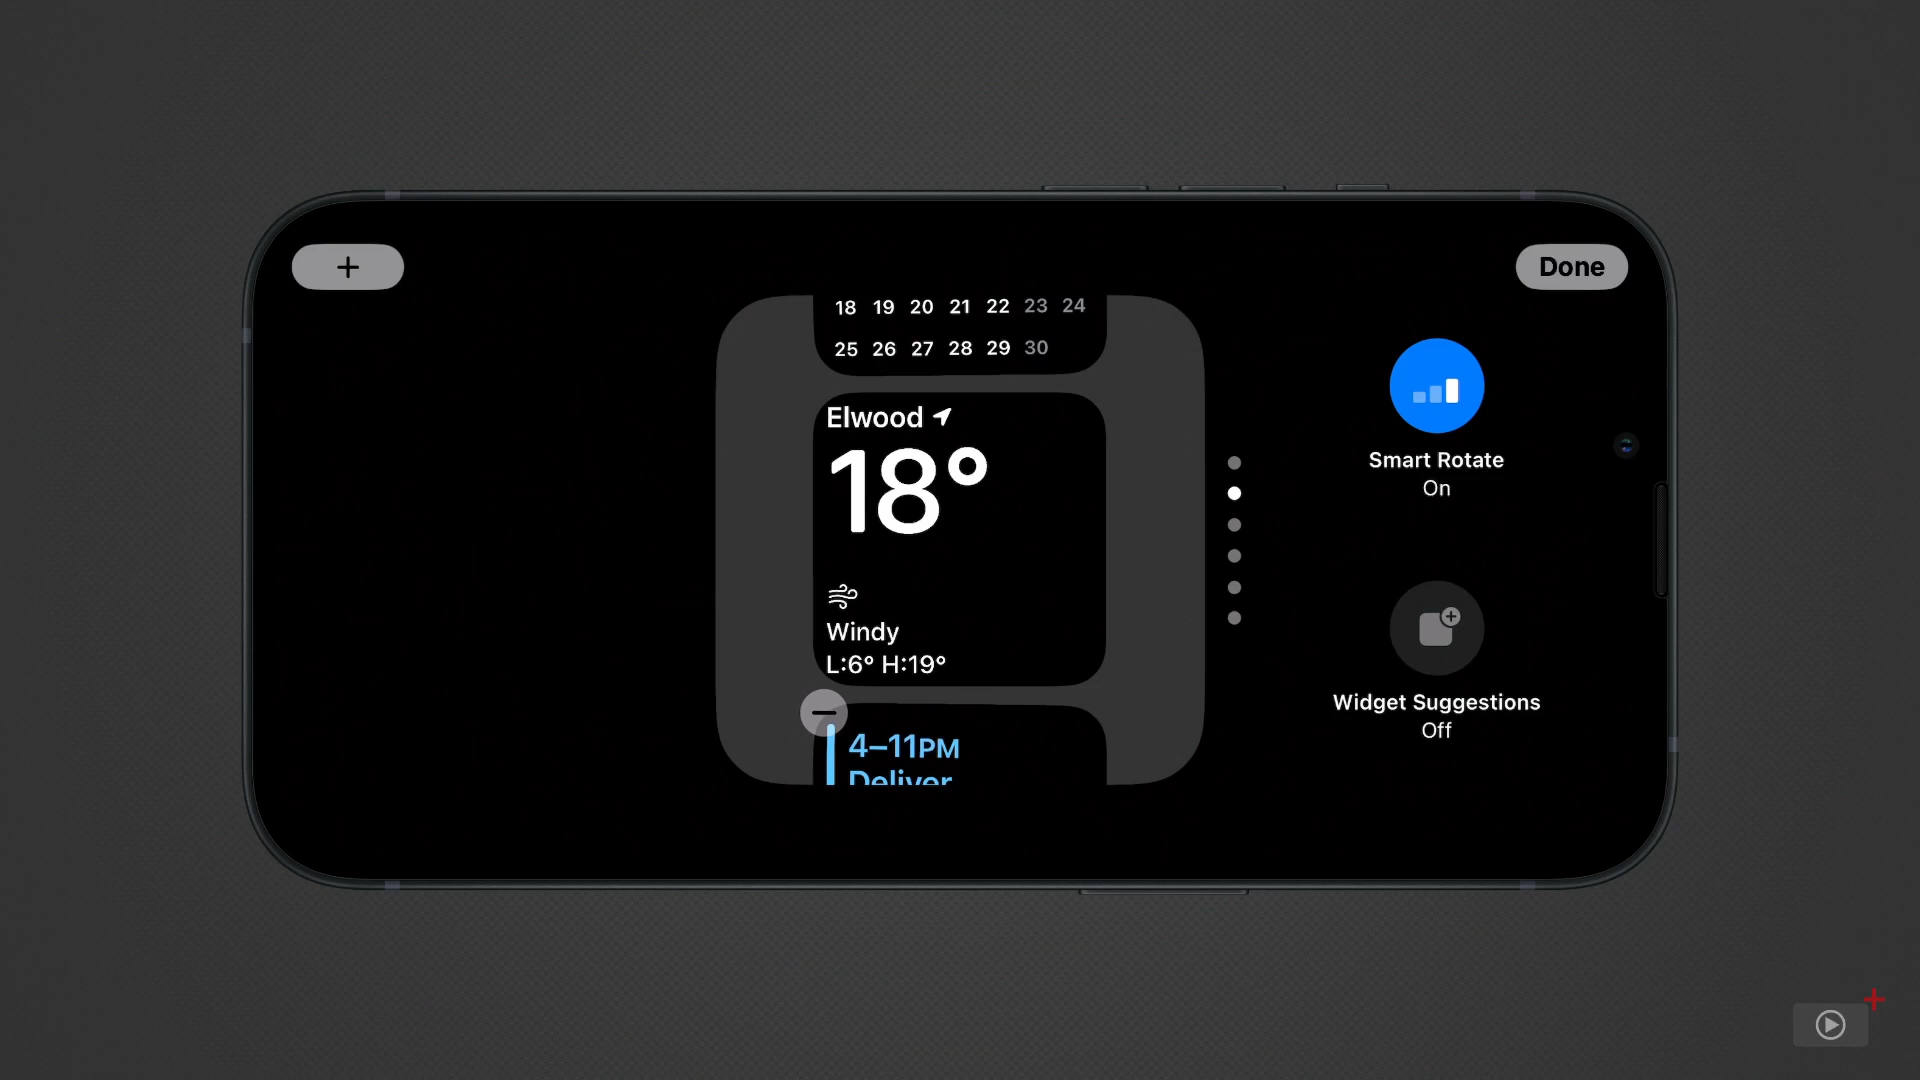 +
Done
18 19 20 21 22 23 24
25 26 27 28 29 30
Elwood
18°
Windy
L:6° H:19°
4–11PM
Deliver
Smart Rotate
On
Widget Suggestions
Off